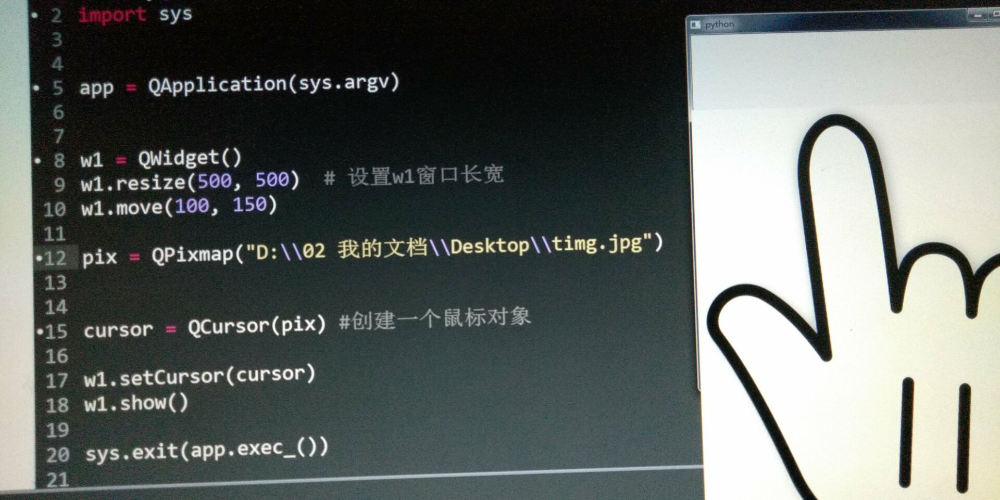 2 import sys
3
4
5 app = QApplication(sys.argv)
6
7
8 w1 = QWidget()
9 w1.resize(500, 500)  # 设置w1窗口长宽
10 w1.move(100, 150)
11
12 pix = QPixmap("D:\\02 我的文档\\Desktop\\timg.jpg")
13
14
15 cursor = QCursor(pix) #创建一个鼠标对象
16
17 w1.setCursor(cursor)
18 w1.show()
19
20 sys.exit(app.exec_())
21
python